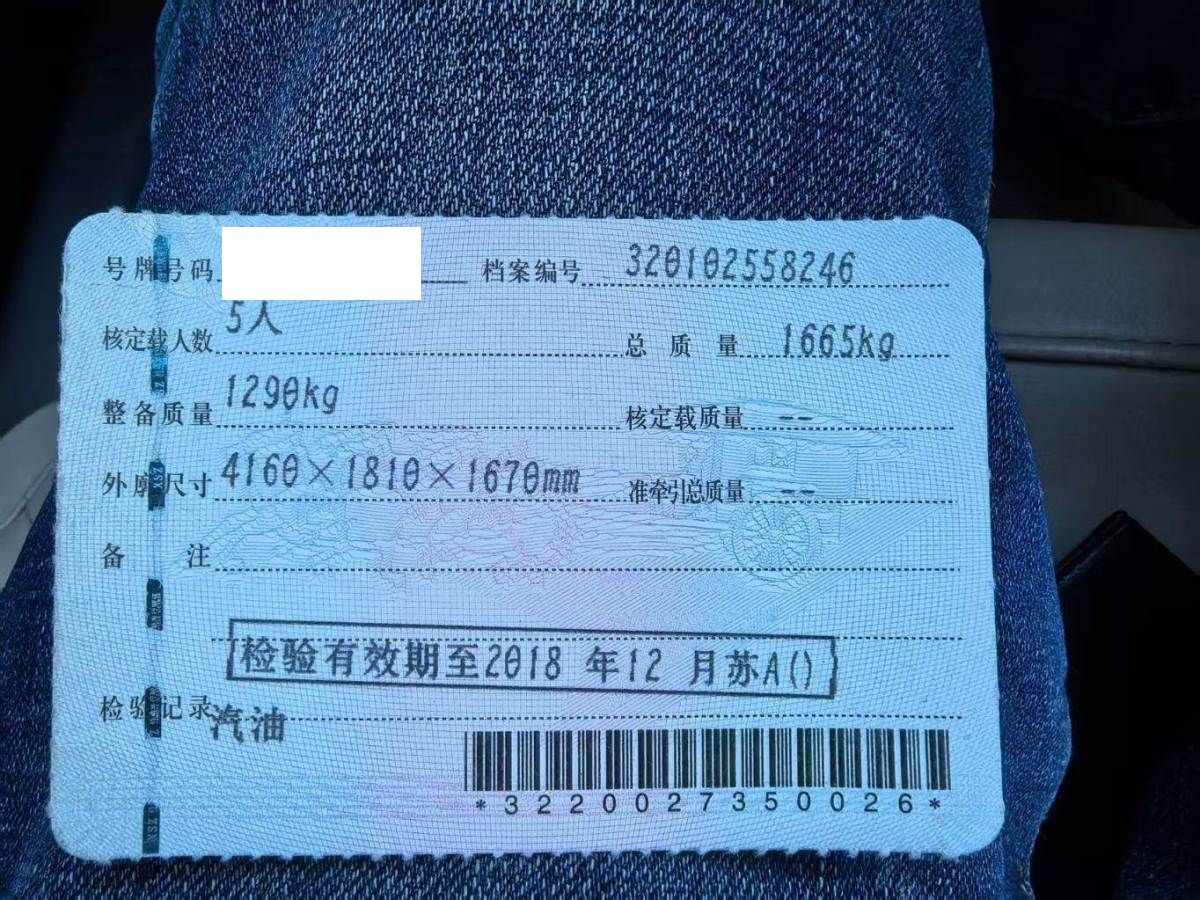 号牌号码 档案编号 320102558246
核定载人数 5人 总质量 1665kg
整备质量 1290kg 核定载质量 --
外廓尺寸 4160×1810×1670mm 准牵引总质量 --
备注
检验有效期至2018 年12 月苏A()
检验记录 汽油
*3220027350026*